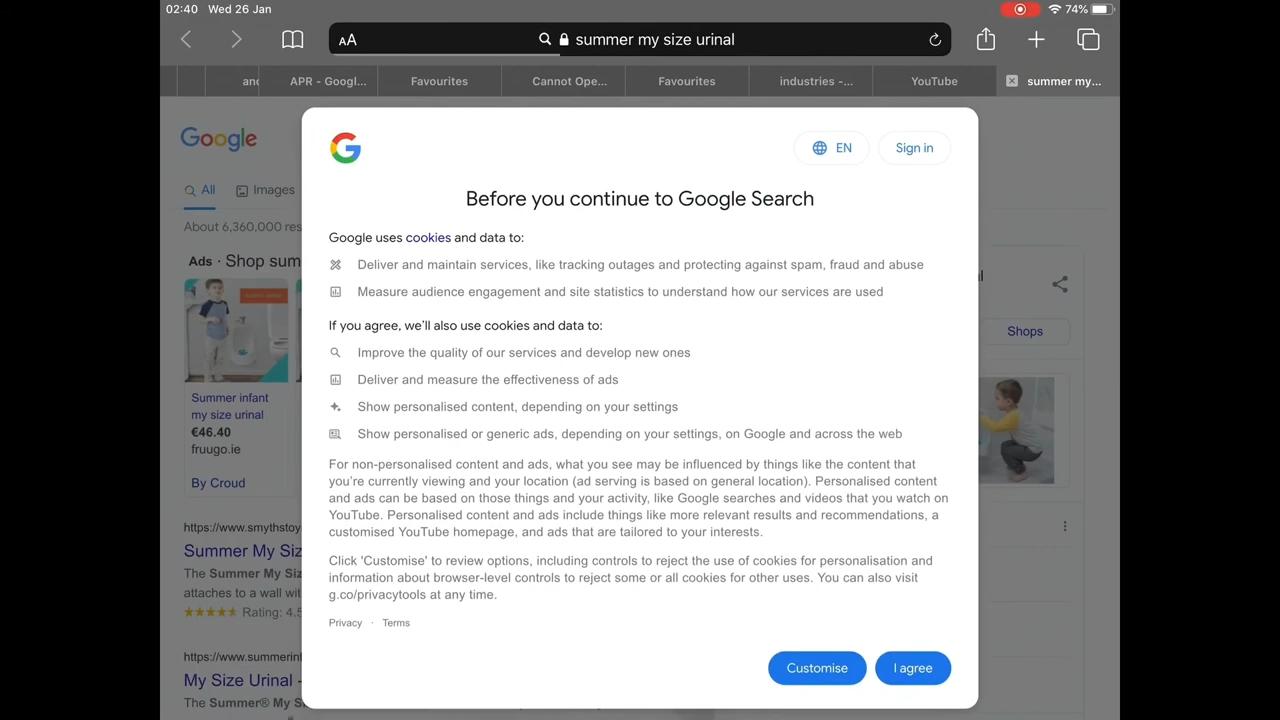 02:40 Wed 26 Jan
74%
AA
summer my size urinal
and
APR - Googl...
Favourites
Cannot Ope...
Favourites
industries -...
YouTube
summer my...
Google
All
Images
About 6,360,000 res
Ads · Shop sum
Summer infant
my size urinal
€46.40
fruugo.ie
By Croud
https://www.smythstoy
Summer My Siz
The Summer My Siz
attaches to a wall wit
Rating: 4.5
https://www.summerinf
My Size Urinal -
The Summer® My S
EN
Sign in
Before you continue to Google Search
Google uses cookies and data to:
Deliver and maintain services, like tracking outages and protecting against spam, fraud and abuse
Measure audience engagement and site statistics to understand how our services are used
If you agree, we'll also use cookies and data to:
Improve the quality of our services and develop new ones
Deliver and measure the effectiveness of ads
Show personalised content, depending on your settings
Show personalised or generic ads, depending on your settings, on Google and across the web
For non-personalised content and ads, what you see may be influenced by things like the content that
you're currently viewing and your location (ad serving is based on general location). Personalised content
and ads can be based on those things and your activity, like Google searches and videos that you watch on
YouTube. Personalised content and ads include things like more relevant results and recommendations, a
customised YouTube homepage, and ads that are tailored to your interests.
Click 'Customise' to review options, including controls to reject the use of cookies for personalisation and
information about browser-level controls to reject some or all cookies for other uses. You can also visit
g.co/privacytools at any time.
Privacy · Terms
Customise
I agree
Shops